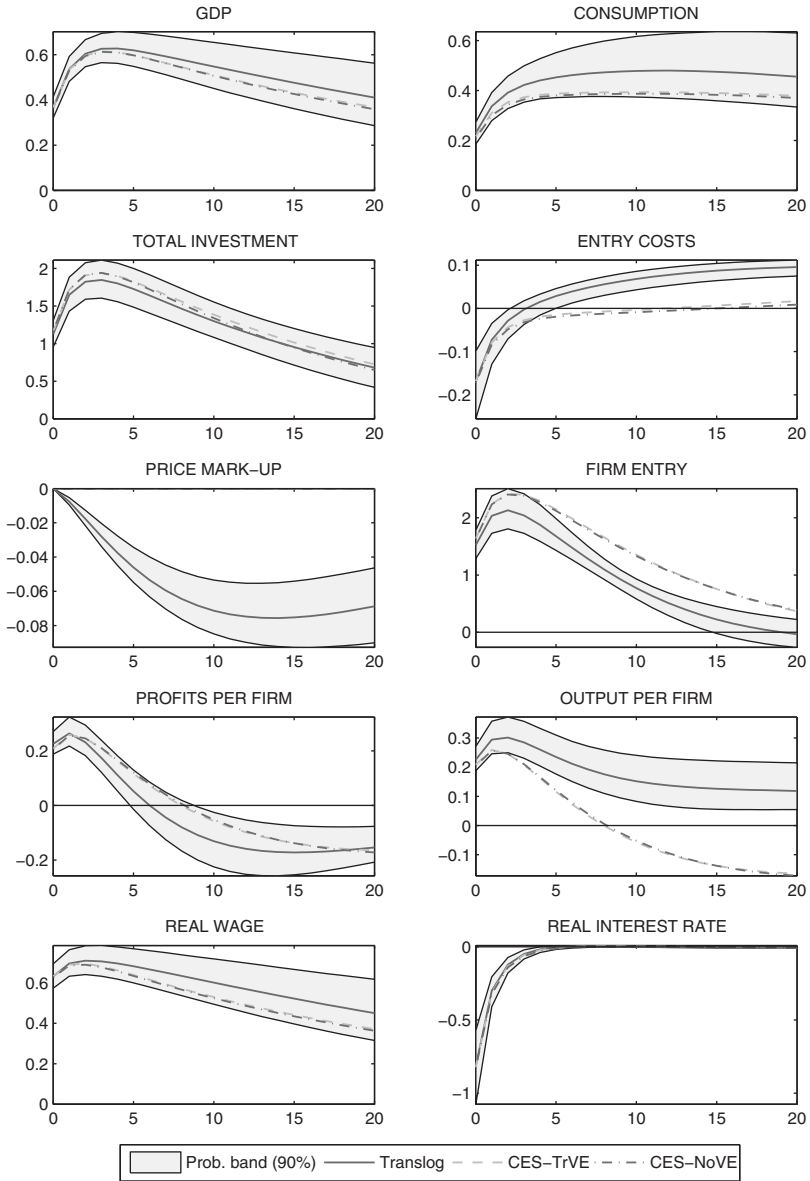 GDP
0.6
0.4
0.2
0
0 5 10 15 20
CONSUMPTION
0.6
0.4
0.2
0
0 5 10 15 20
TOTAL INVESTMENT
2
1.5
1
0.5
0
0 5 10 15 20
ENTRY COSTS
0.1
0
−0.1
−0.2
0 5 10 15 20
PRICE MARK−UP
0
−0.02
−0.04
−0.06
−0.08
0 5 10 15 20
FIRM ENTRY
2
1
0
0 5 10 15 20
PROFITS PER FIRM
0.2
0
−0.2
0 5 10 15 20
OUTPUT PER FIRM
0.3
0.2
0.1
0
−0.1
0 5 10 15 20
REAL WAGE
0.6
0.4
0.2
0
0 5 10 15 20
REAL INTEREST RATE
0
−0.5
−1
0 5 10 15 20
Prob. band (90%) Translog CES−TrVE CES−NoVE